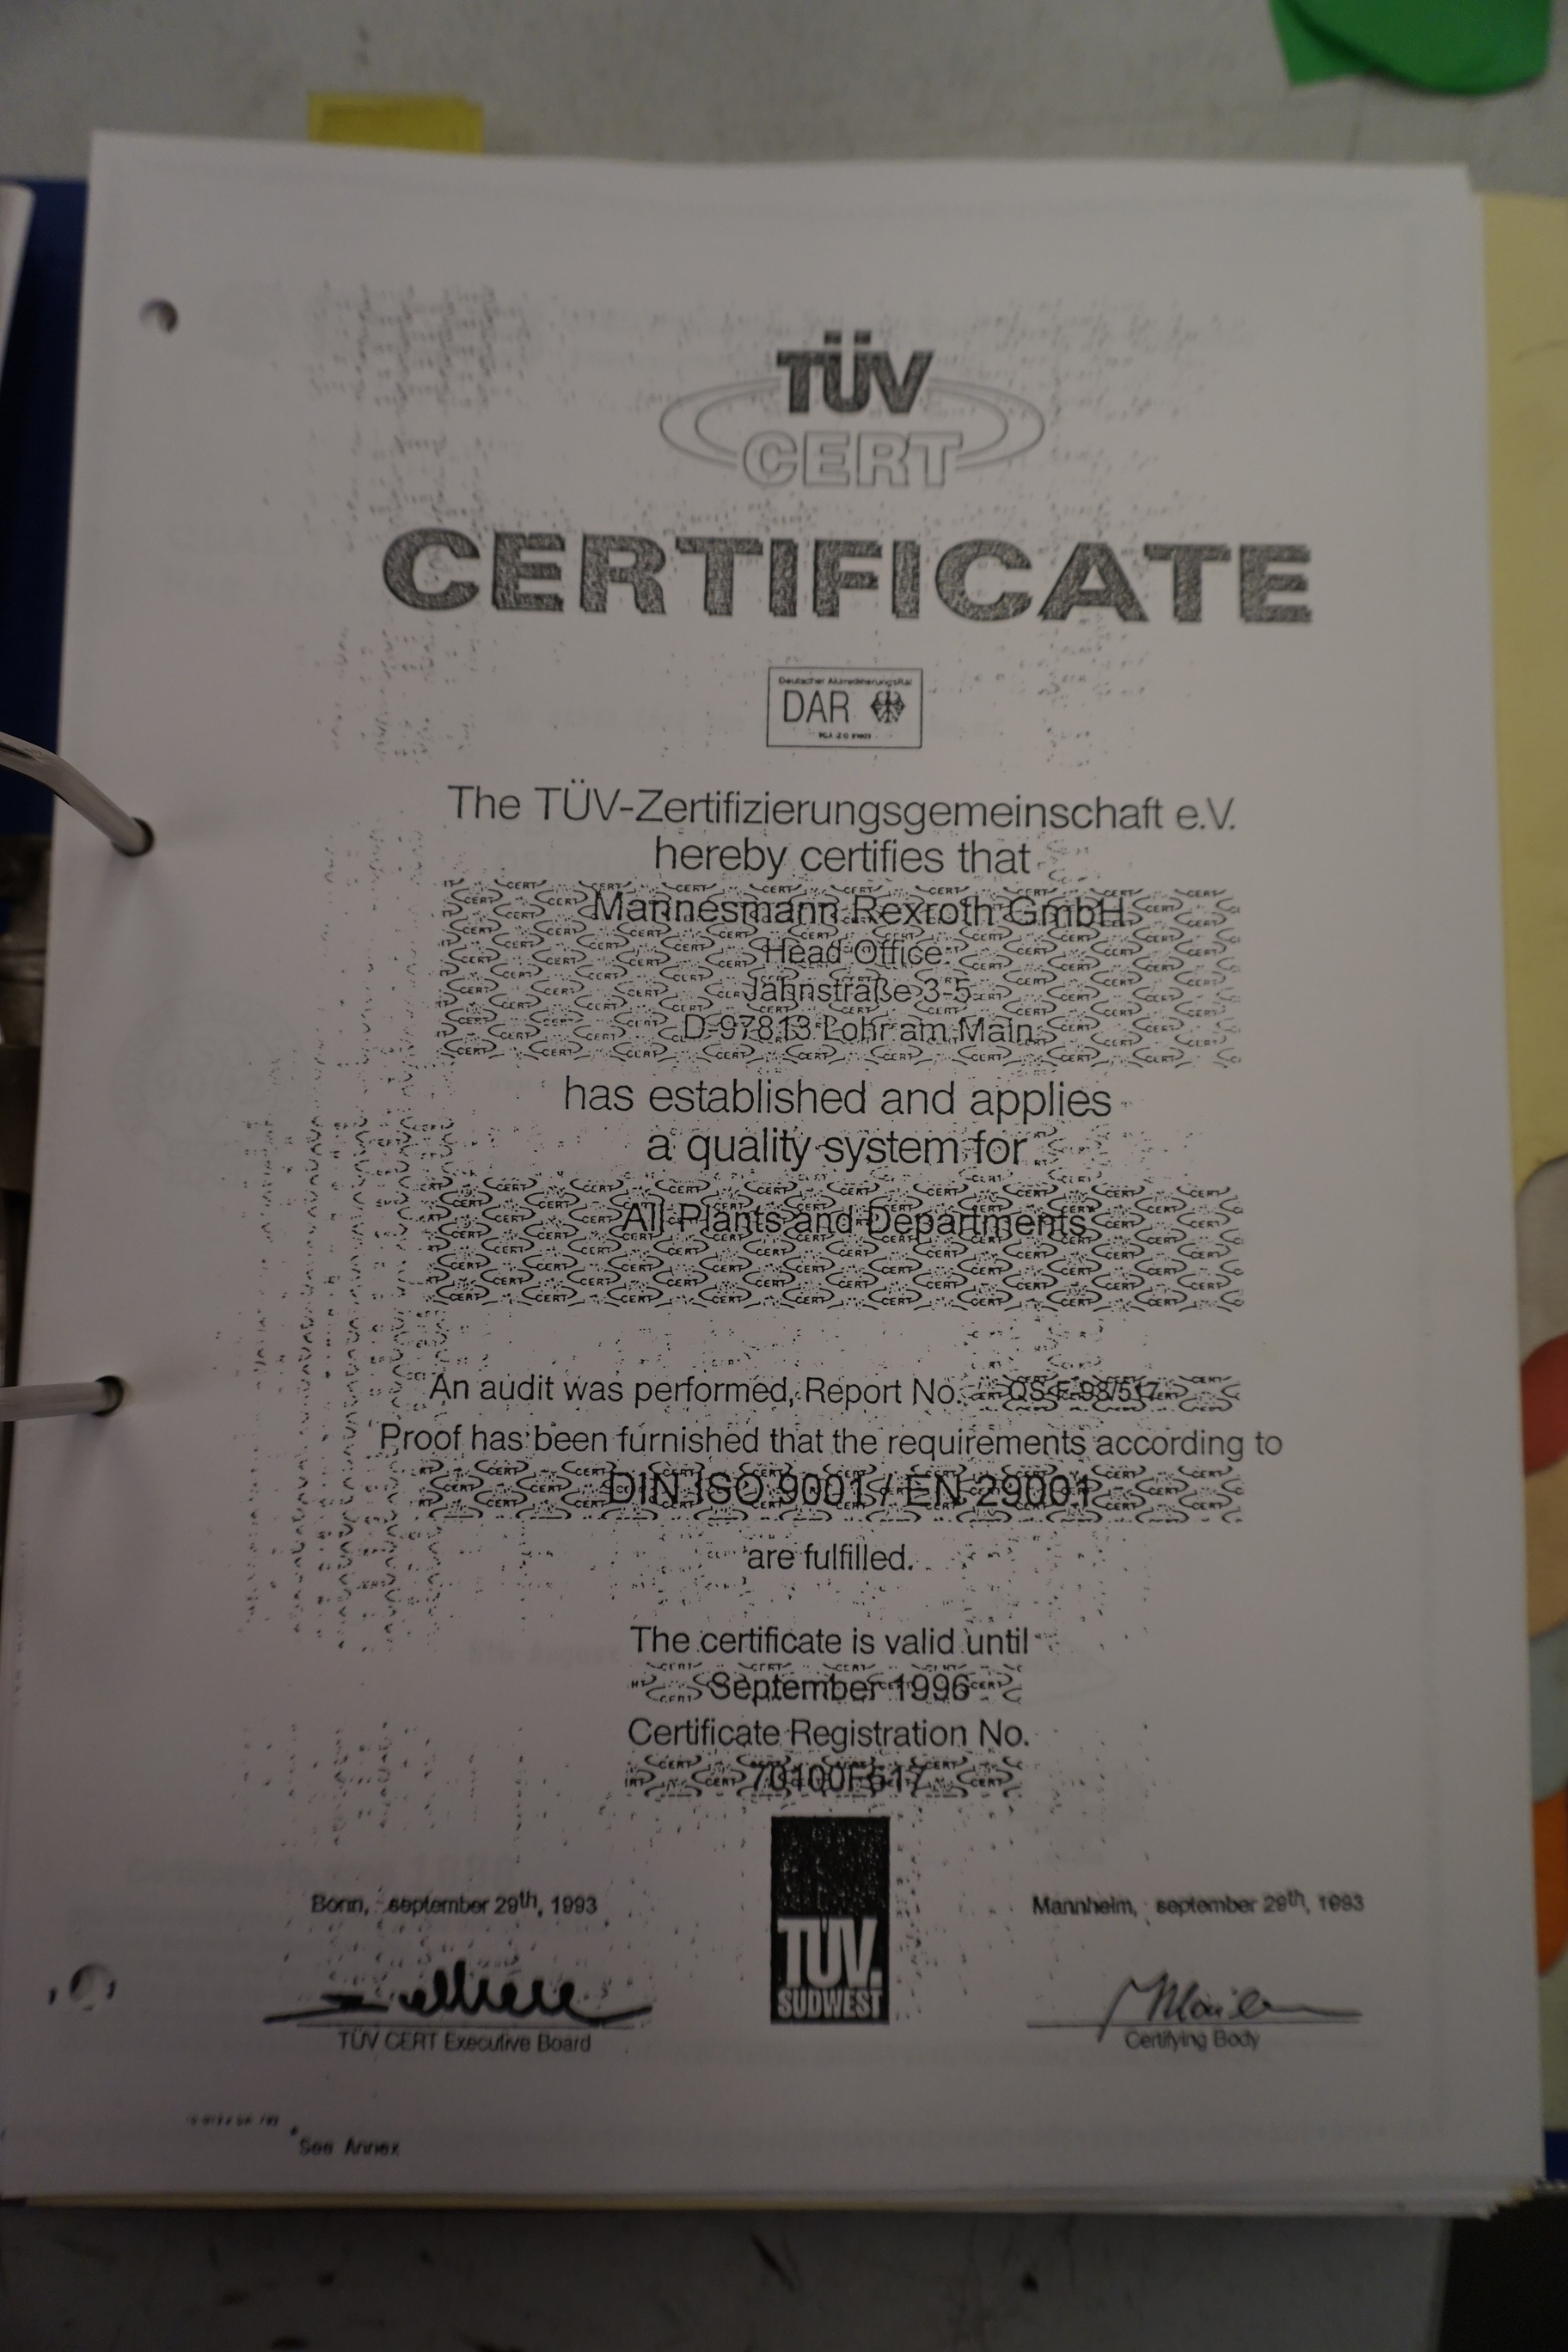 TÜV
CERT
CERTIFICATE
Deutscher AkkreditierungsRat
DAR
The TÜV-Zertifizierungsgemeinschaft e.V.
hereby certifies that
Mannesmann Rexroth GmbH
Head Office
Jahnstraße 3-5
D-97813 Lohr am Main
has established and applies
a quality system for
All Plants and Departments
An audit was performed, Report No. QS-F-93/517
Proof has been furnished that the requirements according to
DIN ISO 9001 / EN 29001
are fulfilled.
The certificate is valid until
September 1996
Certificate Registration No.
70100F517
Bonn, september 29th, 1993
Mannheim, september 29th, 1993
TÜV
SÜDWEST
TÜV CERT Executive Board
Certifying Body
See Annex